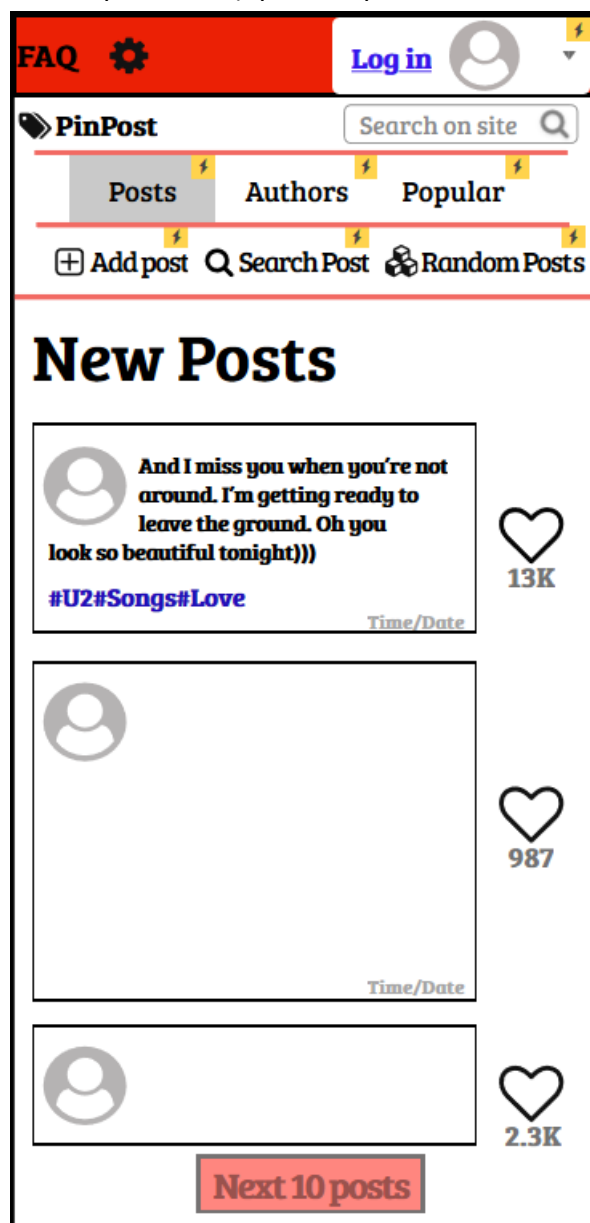 FAQ
Log in
PinPost
Search on site
Posts Authors Popular
Add post Search Post Random Posts
New Posts
And I miss you when you're not
around. I'm getting ready to
leave the ground. Oh you
look so beautiful tonight)))
#U2#Songs#Love
Time/Date
13K
987
Time/Date
2.3K
Next 10 posts